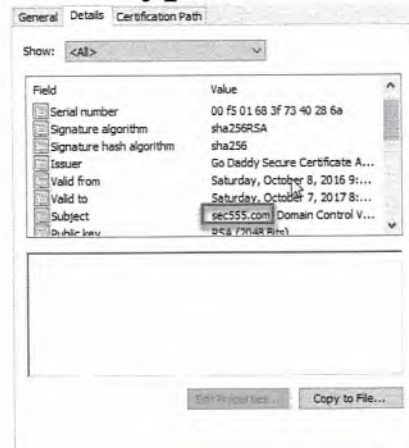 General Details Certification Path
Show: <All>
Field Value
Serial number 00 f5 01 68 3f 73 40 28 6a
Signature algorithm sha256RSA
Signature hash algorithm sha256
Issuer Go Daddy Secure Certificate A...
Valid from Saturday, October 8, 2016 9:...
Valid to Saturday, October 7, 2017 8:...
Subject sec555.com, Domain Control V...
Public key RSA (2048 Bits)
Edit Properties... Copy to File...